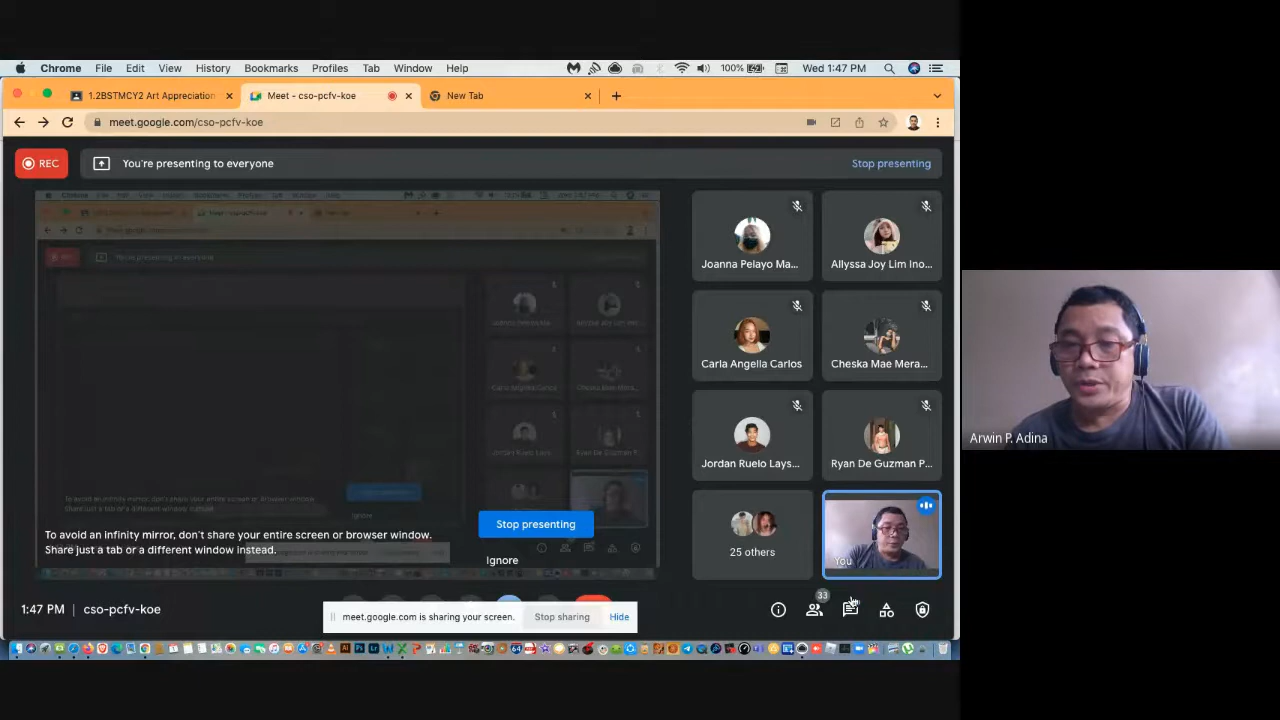 Chrome File Edit View History Bookmarks Profiles Tab Window Help 100% Wed 1:47 PM
1.2BSTMCY2 Art Appreciation
Meet - cso-pcfv-koe
New Tab
meet.google.com/cso-pcfv-koe
REC
You're presenting to everyone
Stop presenting
Joanna Pelayo Ma...
Allyssa Joy Lim Ino...
Carla Angella Carlos
Cheska Mae Mera...
Jordan Ruelo Lays...
Ryan De Guzman P...
25 others
You
To avoid an infinity mirror, don't share your entire screen or browser window.
Share just a tab or a different window instead.
Stop presenting
Ignore
1:47 PM cso-pcfv-koe
meet.google.com is sharing your screen.
Stop sharing
Hide
33
Arwin P. Adina